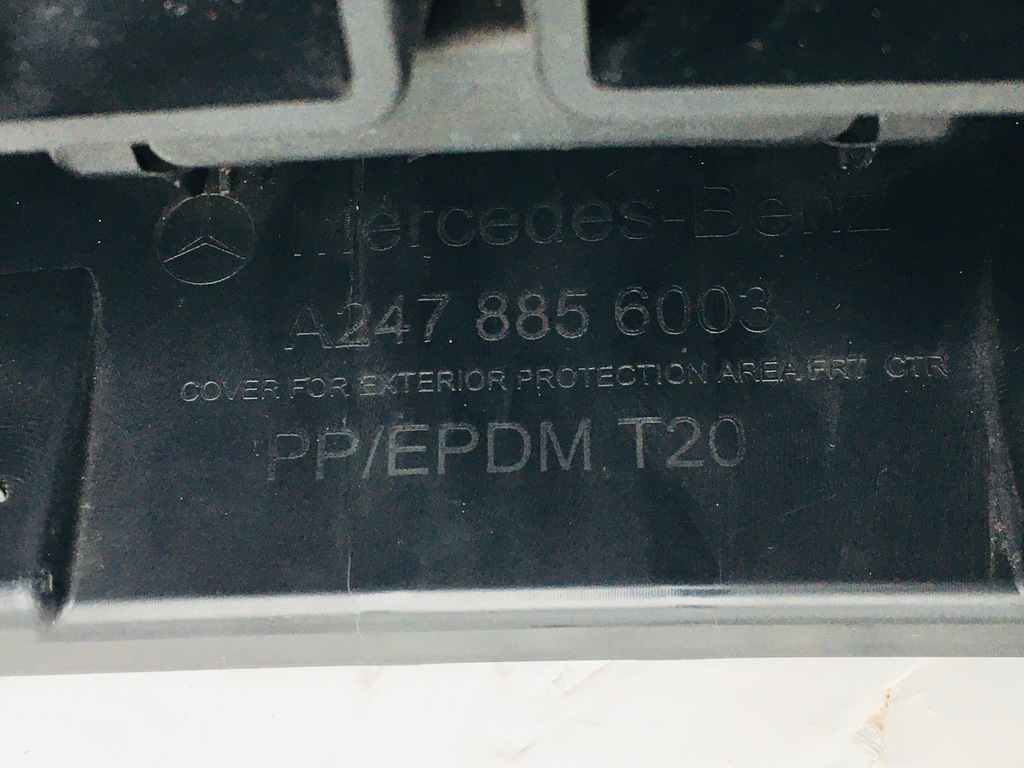 Mercedes-Benz
A247 885 6003
COVER FOR EXTERIOR PROTECTION AREA/FRT CTR
PP/EPDM T20